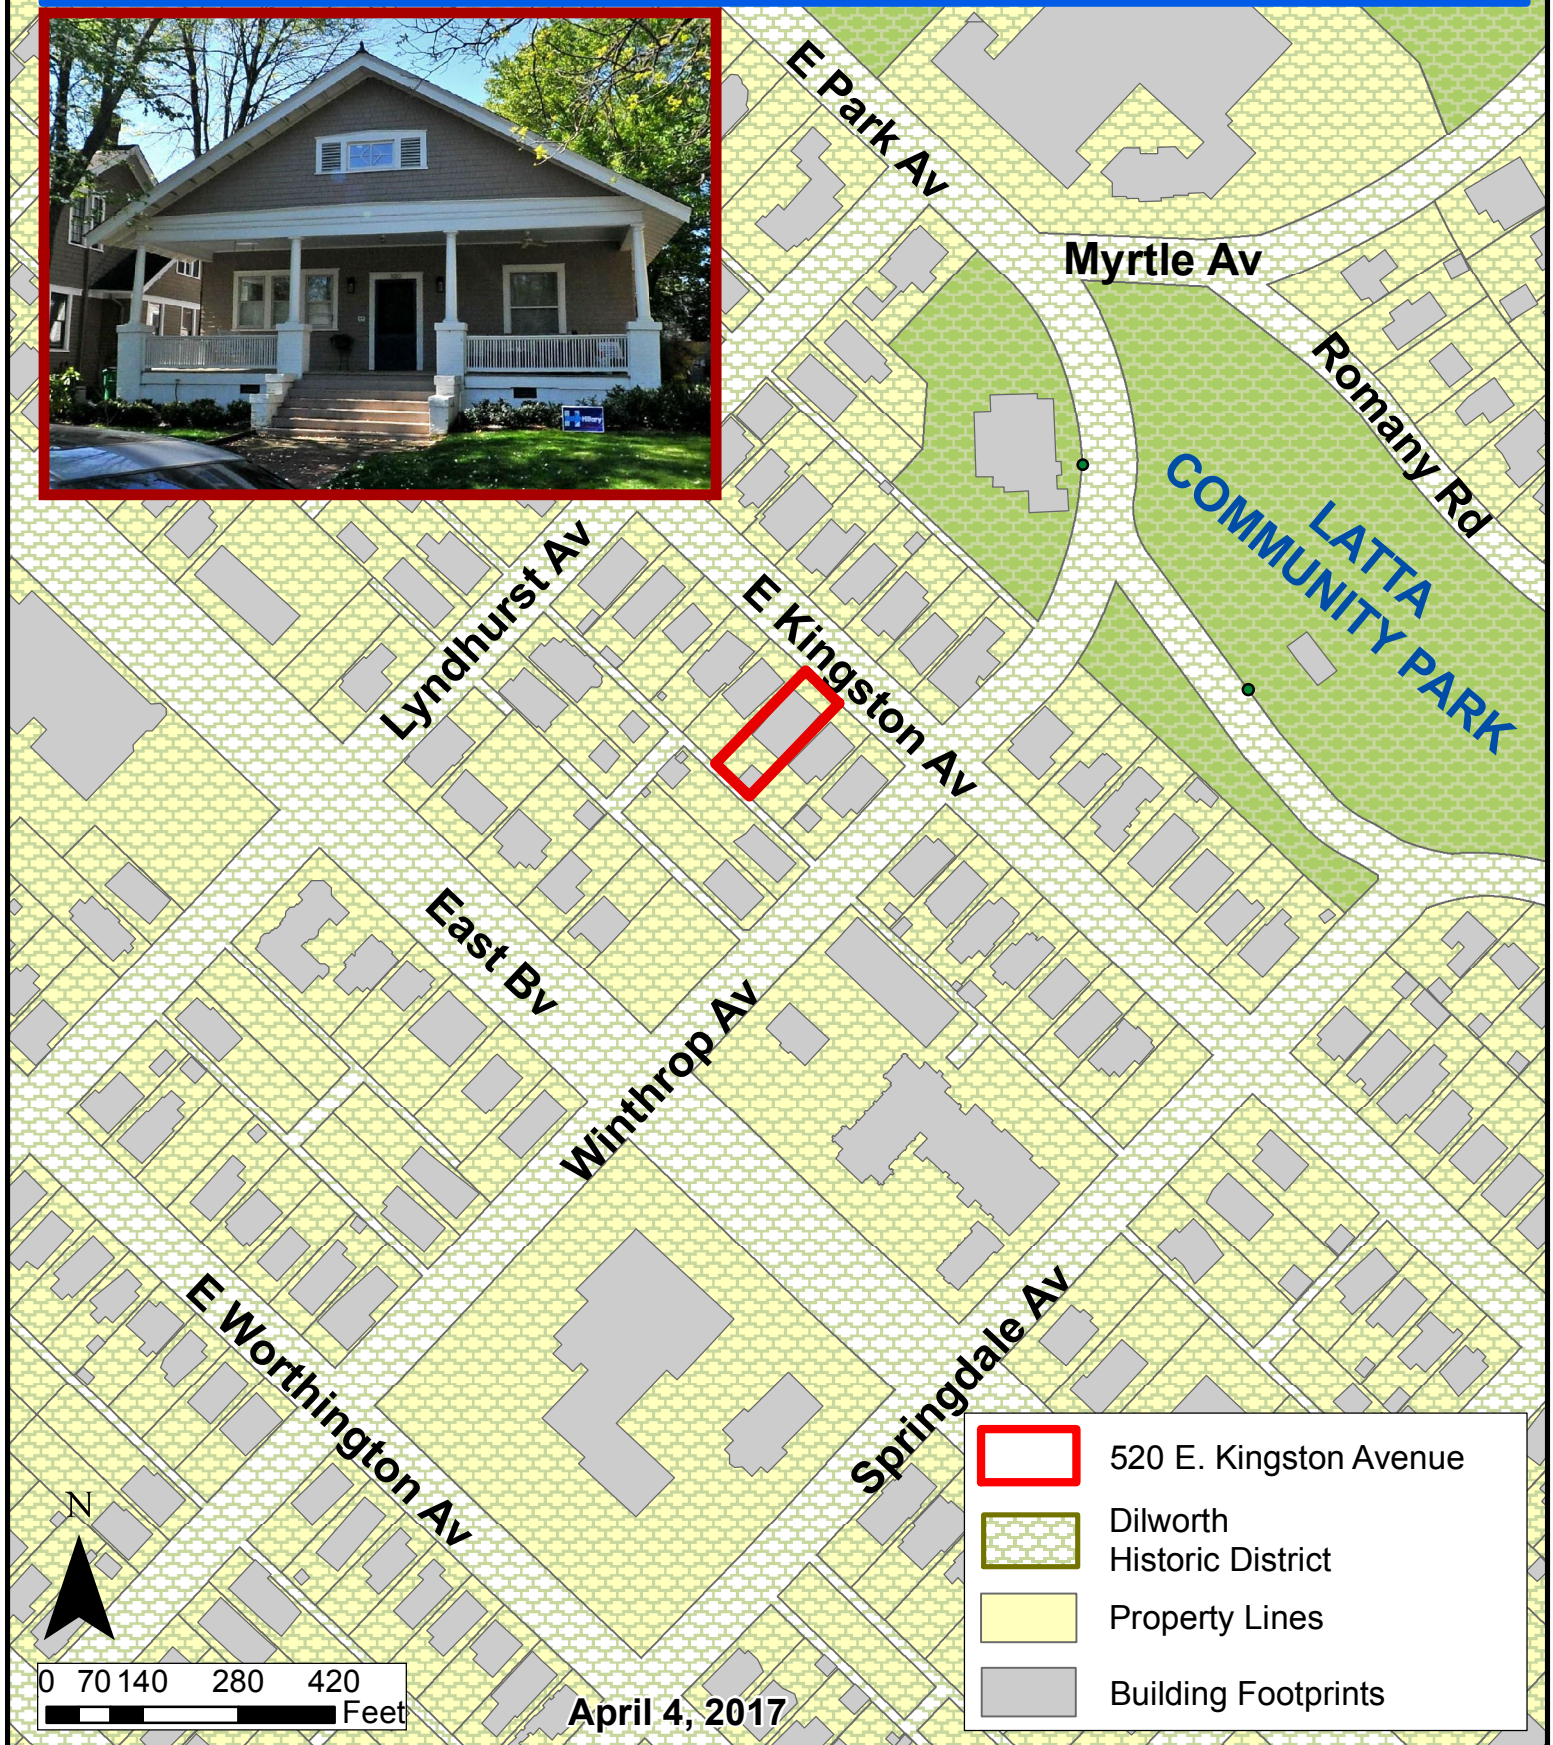 E Park Av
Myrtle Av
Romany Rd
Hillary
LATTA
COMMUNITY PARK
Lyndhurst Av
E Kingston Av
East Bv
Winthrop Av
E Worthington Av
Springdale Av
520 E. Kingston Avenue
Dilworth
Historic District
Property Lines
Building Footprints
N
0 70 140 280 420
Feet
April 4, 2017